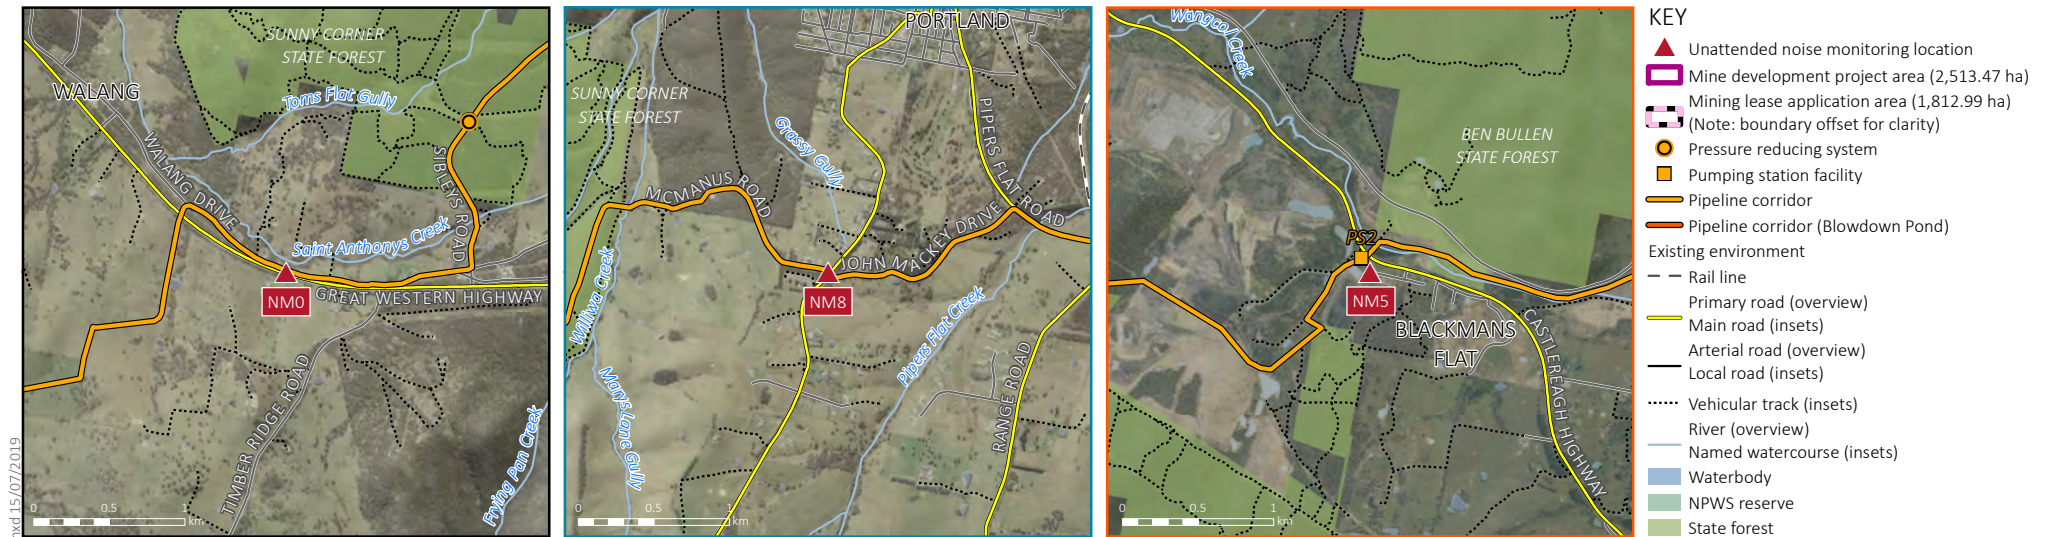 SUNNY CORNER
STATE FOREST
WALANG
Toms Flat Gully
WALANG DRIVE
SIBLEYS ROAD
Saint Anthonys Creek
NM0
GREAT WESTERN HIGHWAY
TIMBER RIDGE ROAD
Frying Pan Creek
0 0.5 1
km
nxd 15/07/2019
PORTLAND
SUNNY CORNER
STATE FOREST
Grossy Gully
PIPERS FLAT ROAD
MCMANUS ROAD
JOHN MACKEY DRIVE
NM8
Williwa Creek
Marys Lane Gully
Pipers Flat Creek
RANGE ROAD
0 0.5 1
km
Wangcol Creek
BEN BULLEN
STATE FOREST
PS2
NM5
BLACKMANS
FLAT
CASTLEREAGH HIGHWAY
0 0.5 1
km
KEY
Unattended noise monitoring location
Mine development project area (2,513.47 ha)
Mining lease application area (1,812.99 ha)
(Note: boundary offset for clarity)
Pressure reducing system
Pumping station facility
Pipeline corridor
Pipeline corridor (Blowdown Pond)
Existing environment
Rail line
Primary road (overview)
Main road (insets)
Arterial road (overview)
Local road (insets)
Vehicular track (insets)
River (overview)
Named watercourse (insets)
Waterbody
NPWS reserve
State forest